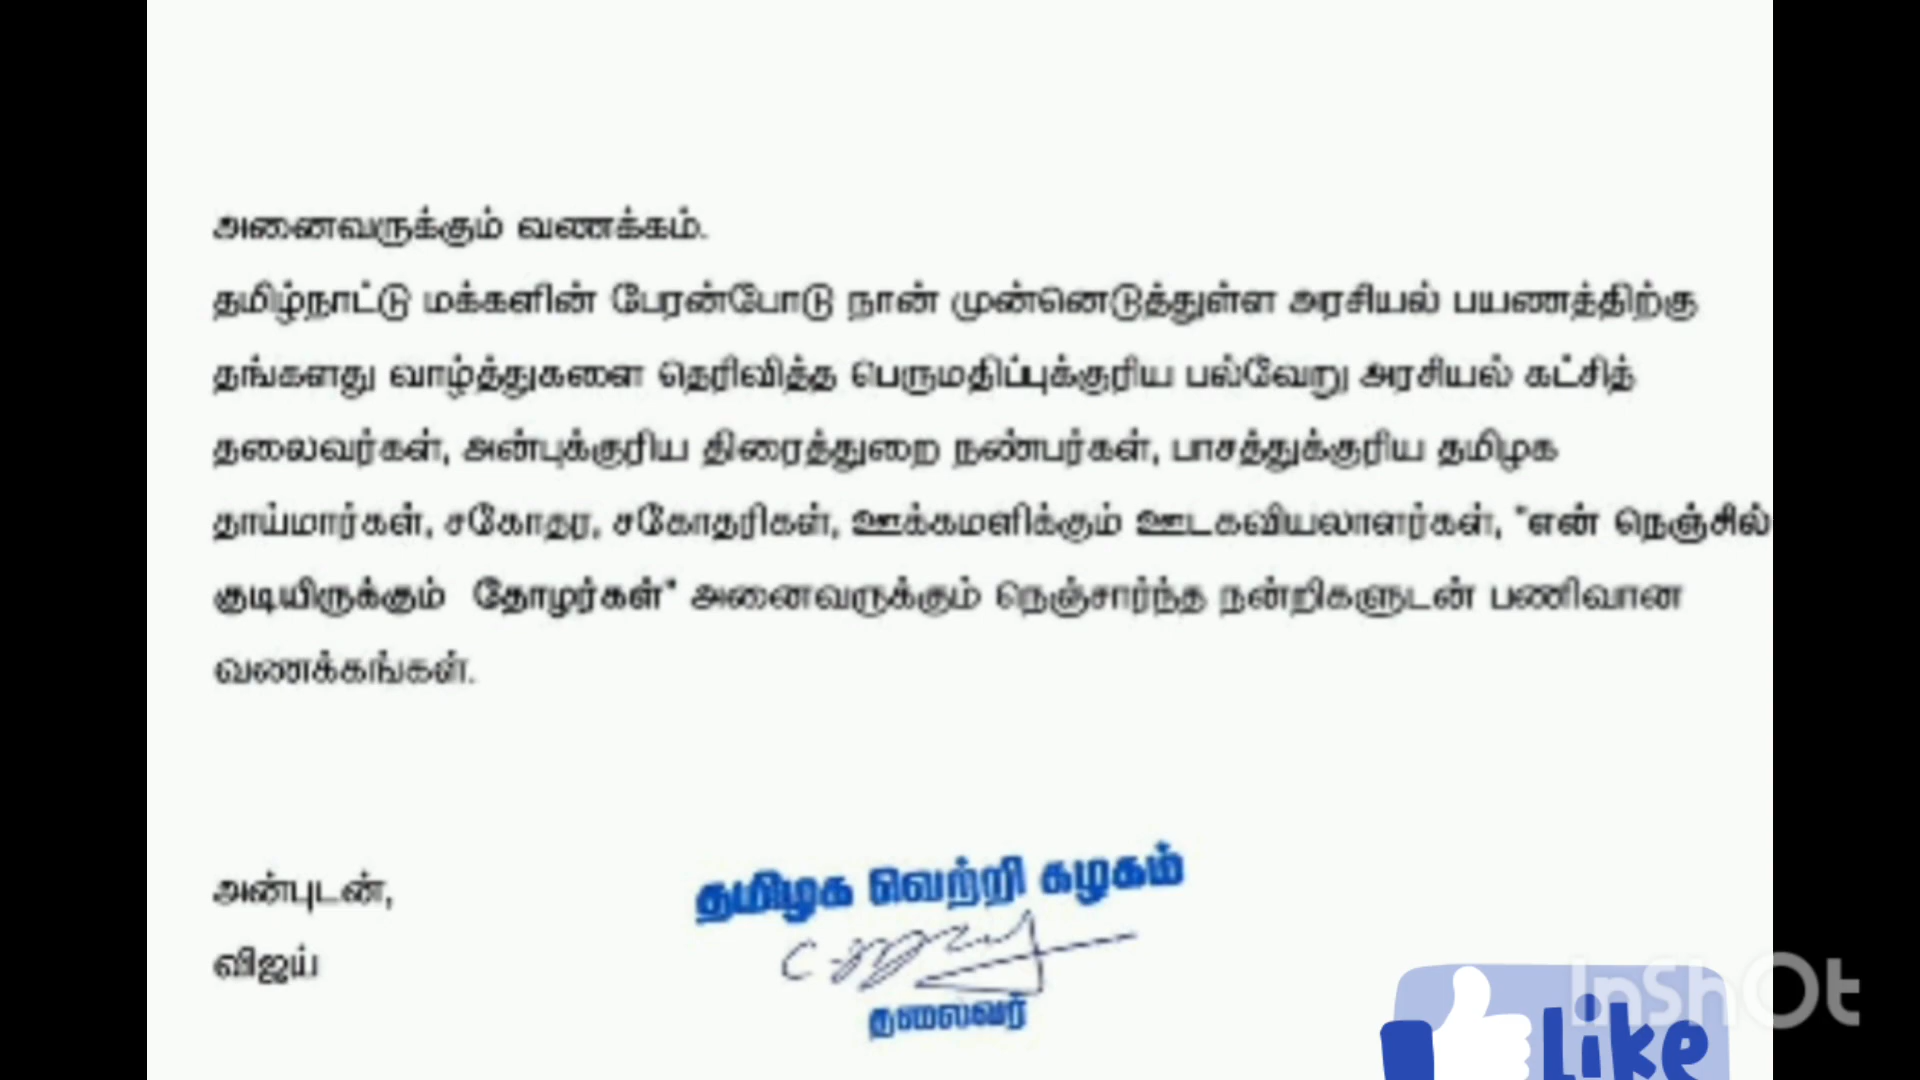 அனைவருக்கும் வணக்கம்.
தமிழ்நாட்டு மக்களின் பேரன்போடு நான் முன்னெடுத்துள்ள அரசியல் பயணத்திற்கு
தங்களது வாழ்த்துகளை தெரிவித்த பெருமதிப்புக்குரிய பல்வேறு அரசியல் கட்சித்
தலைவர்கள், அன்புக்குரிய திரைத்துறை நண்பர்கள், பாசத்துக்குரிய தமிழக
தாய்மார்கள், சகோதர, சகோதரிகள், ஊக்கமளிக்கும் ஊடகவியலாளர்கள், "என் நெஞ்சில்
குடியிருக்கும் தோழர்கள்" அனைவருக்கும் நெஞ்சார்ந்த நன்றிகளுடன் பணிவான
வணக்கங்கள்.
அன்புடன்,
விஜய்
தமிழக வெற்றி கழகம்
தலைவர்
Like
InShOt